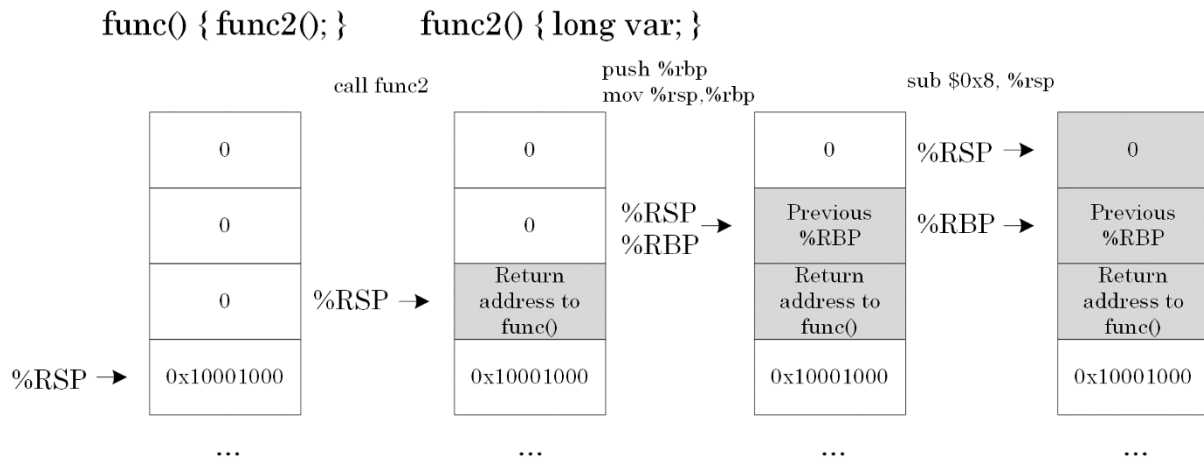 func() { func2(); }
func2() { long var; }
call func2
push %rbp
mov %rsp,%rbp
sub $0x8, %rsp
%RSP
0
0
0
0x10001000
...
%RSP
0
0
Return
address to
func()
0x10001000
...
%RSP
%RBP
0
Previous
%RBP
Return
address to
func()
0x10001000
...
%RSP
%RBP
0
Previous
%RBP
Return
address to
func()
0x10001000
...